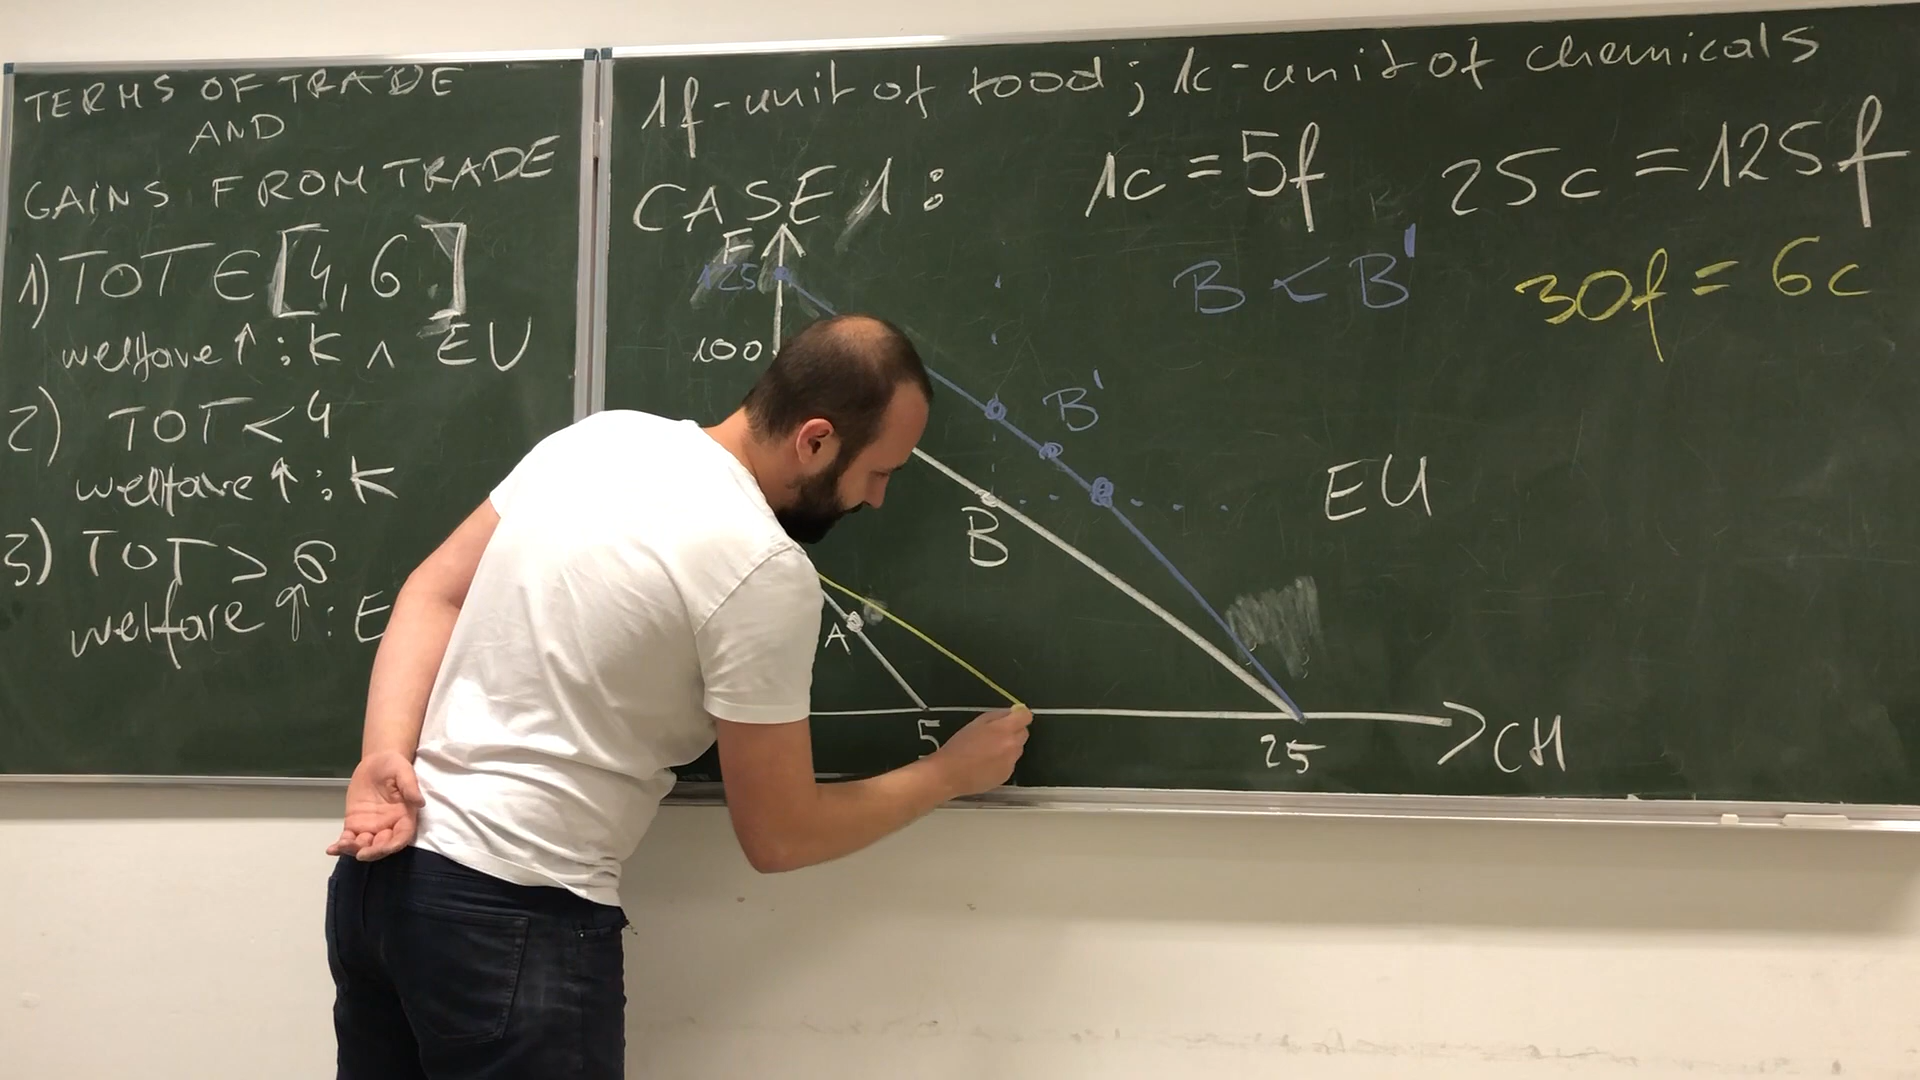 TERMS OF TRADE
AND
GAINS FROM TRADE
1) TOT ∈ [4, 6]
welfare ↑ : K ∧ EU
2) TOT < 4
welfare ↑ : K
3) TOT > 6
welfare ↑ : E
1f - unit of food ; 1c - unit of chemicals
CASE 1 : 1c = 5f 25c = 125f
B < B' 30f = 6c
F
125
100
B'
EU
B
A
5
25
CH